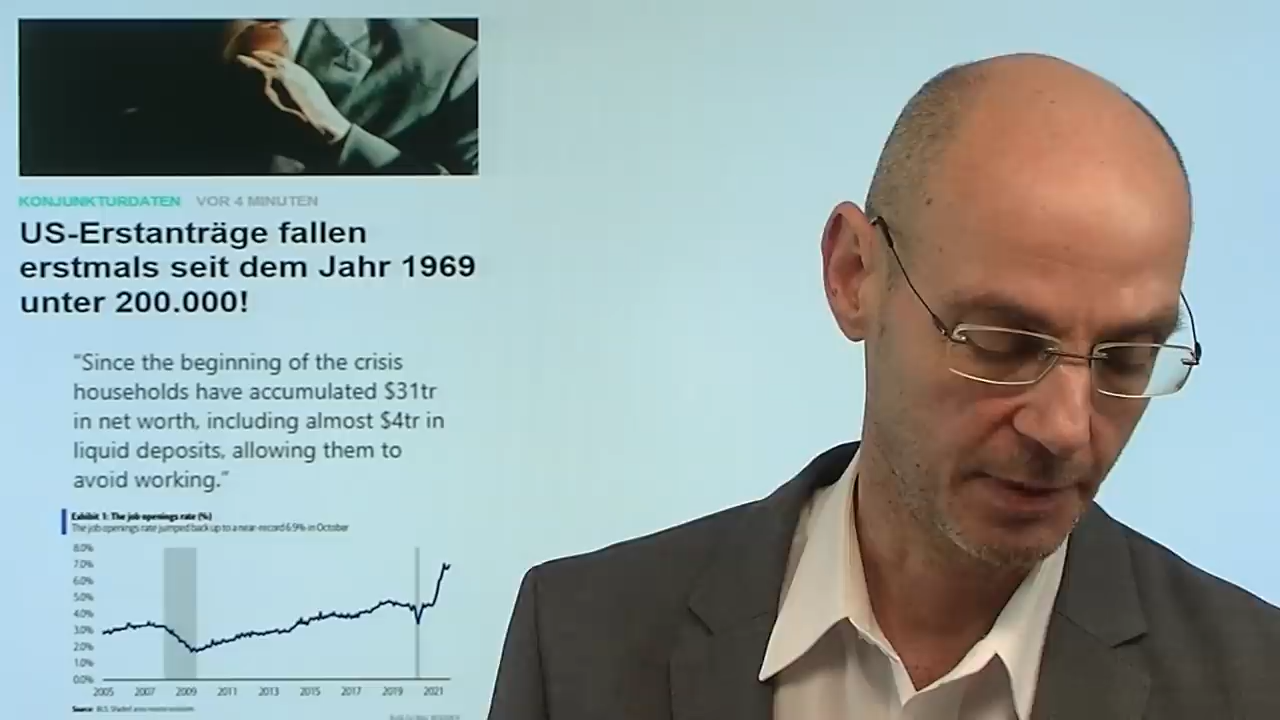 KONJUNKTURDATEN VOR 4 MINUTEN
US-Erstanträge fallen
erstmals seit dem Jahr 1969
unter 200.000!
“Since the beginning of the crisis
households have accumulated $31tr
in net worth, including almost $4tr in
liquid deposits, allowing them to
avoid working.”
Exhibit 1: The job openings rate (%)
The job openings rate jumped back up to a near-record 6.9% in October
8.0%
7.0%
6.0%
5.0%
4.0%
3.0%
2.0%
1.0%
0.0%
2005 2007 2009 2011 2013 2015 2017 2019 2021
Source: BLS.